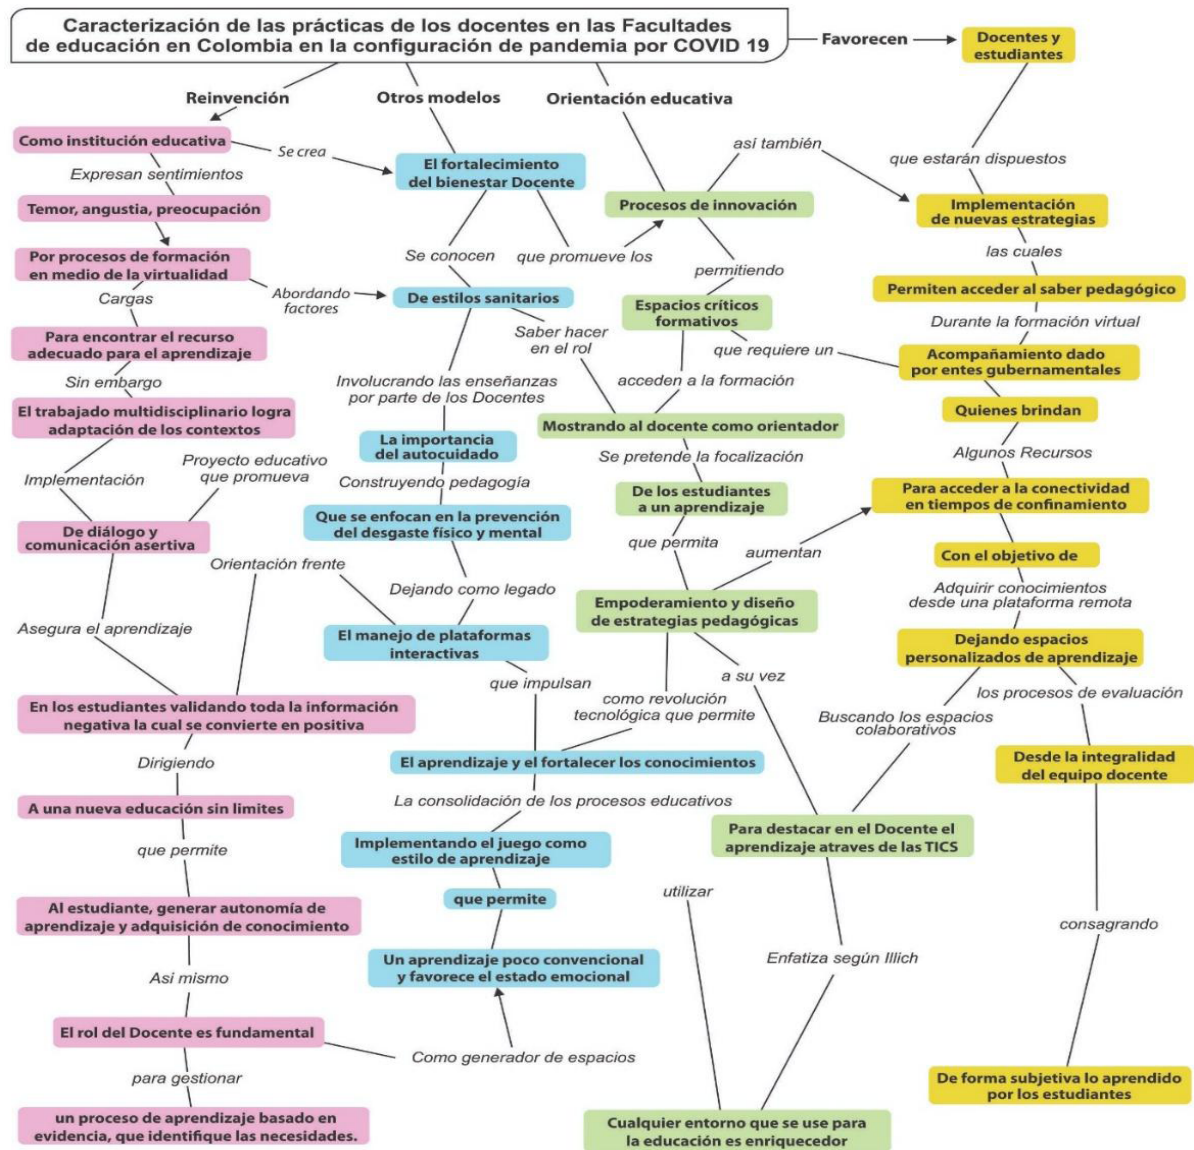 Caracterización de las prácticas de los docentes en las Facultades
de educación en Colombia en la configuración de pandemia por COVID 19
Favorecen
Docentes y
estudiantes
Reinvención
Otros modelos
Orientación educativa
Como institución educativa
Se crea
El fortalecimiento
del bienestar Docente
así también
que estarán dispuestos
Expresan sentimientos
Temor, angustia, preocupación
Procesos de innovación
Implementación
de nuevas estrategias
Por procesos de formación
en medio de la virtualidad
Se conocen
que promueve los
las cuales
permitiendo
Cargas
Abordando
factores
De estilos sanitarios
Espacios críticos
formativos
Permiten acceder al saber pedagógico
Durante la formación virtual
Para encontrar el recurso
adecuado para el aprendizaje
Saber hacer
en el rol
que requiere un
Acompañamiento dado
por entes gubernamentales
Sin embargo
Involucrando las enseñanzas
por parte de los Docentes
acceden a la formación
El trabajado multidisciplinario logra
adaptación de los contextos
Mostrando al docente como orientador
Quienes brindan
La importancia
del autocuidado
Se pretende la focalización
Algunos Recursos
Implementación
Proyecto educativo
que promueva
Construyendo pedagogía
De los estudiantes
a un aprendizaje
Para acceder a la conectividad
en tiempos de confinamiento
De diálogo y
comunicación asertiva
Que se enfocan en la prevención
del desgaste físico y mental
que permita
aumentan
Con el objetivo de
Orientación frente
Dejando como legado
Empoderamiento y diseño
de estrategias pedagógicas
Adquirir conocimientos
desde una plataforma remota
Asegura el aprendizaje
El manejo de plataformas
interactivas
Dejando espacios
personalizados de aprendizaje
que impulsan
a su vez
En los estudiantes validando toda la información
negativa la cual se convierte en positiva
como revolución
tecnológica que permite
Buscando los espacios
colaborativos
los procesos de evaluación
Dirigiendo
El aprendizaje y el fortalecer los conocimientos
Desde la integralidad
del equipo docente
A una nueva educación sin limites
La consolidación de los procesos educativos
que permite
Implementando el juego como
estilo de aprendizaje
Para destacar en el Docente el
aprendizaje atraves de las TICS
que permite
utilizar
Al estudiante, generar autonomía de
aprendizaje y adquisición de conocimiento
consagrando
Asi mismo
Un aprendizaje poco convencional
y favorece el estado emocional
Enfatiza según Illich
El rol del Docente es fundamental
Como generador de espacios
para gestionar
De forma subjetiva lo aprendido
por los estudiantes
un proceso de aprendizaje basado en
evidencia, que identifique las necesidades.
Cualquier entorno que se use para
la educación es enriquecedor